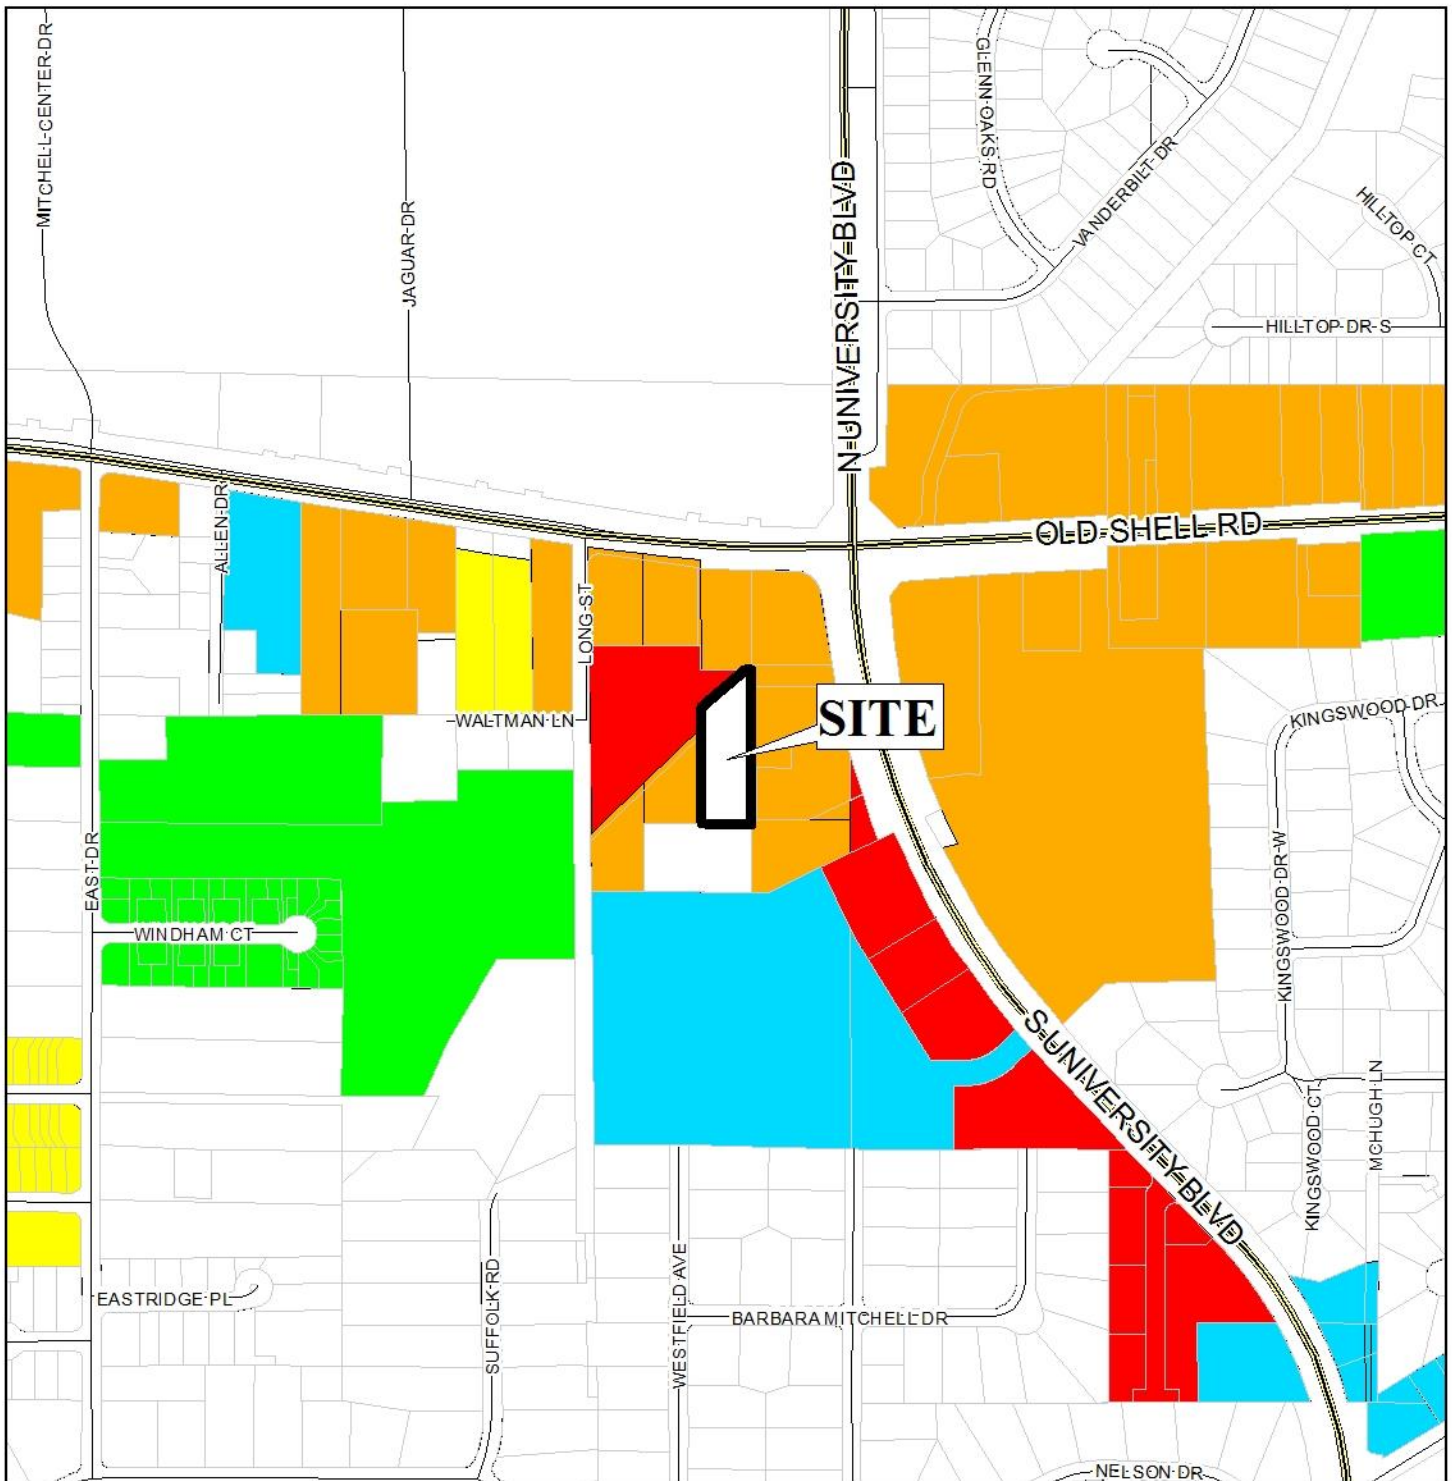 MITCHELL CENTER DR
JAGUAR DR
N UNIVERSITY BLVD
GLENN OAKS RD
VANDERBILT DR
HILLTOP CT
HILLTOP DR S
OLD SHELL RD
ALLEN DR
LONG ST
WALTMAN LN
SITE
KINGSWOOD DR
EAST DR
WINDHAM CT
KINGSWOOD DR W
S UNIVERSITY BLVD
KINGSWOOD CT
MCHUGH LN
EASTRIDGE PL
SUFFOLK RD
WESTFIELD AVE
BARBARA MITCHELL DR
NELSON DR